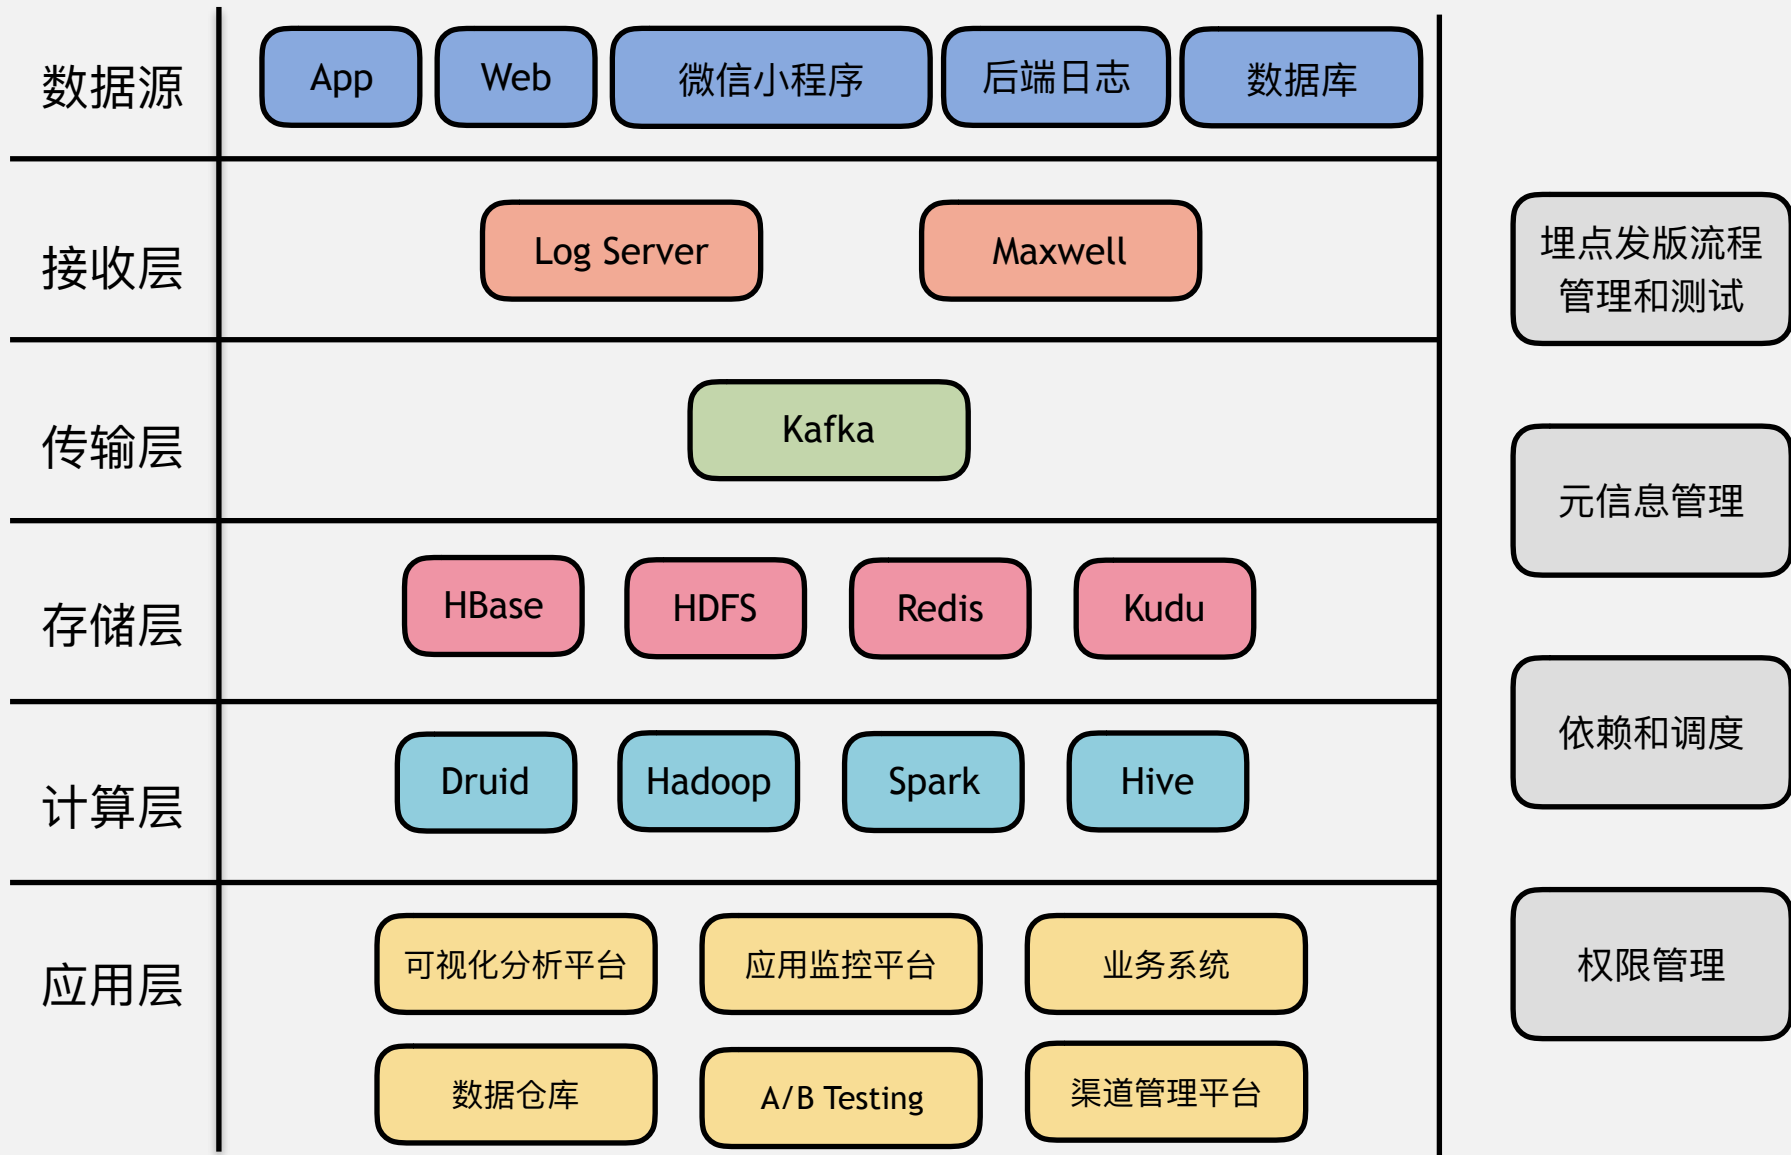 数据源
App
Web
微信小程序
后端日志
数据库
接收层
Log Server
Maxwell
传输层
Kafka
存储层
HBase
HDFS
Redis
Kudu
计算层
Druid
Hadoop
Spark
Hive
应用层
可视化分析平台
应用监控平台
业务系统
数据仓库
A/B Testing
渠道管理平台
埋点发版流程
管理和测试
元信息管理
依赖和调度
权限管理